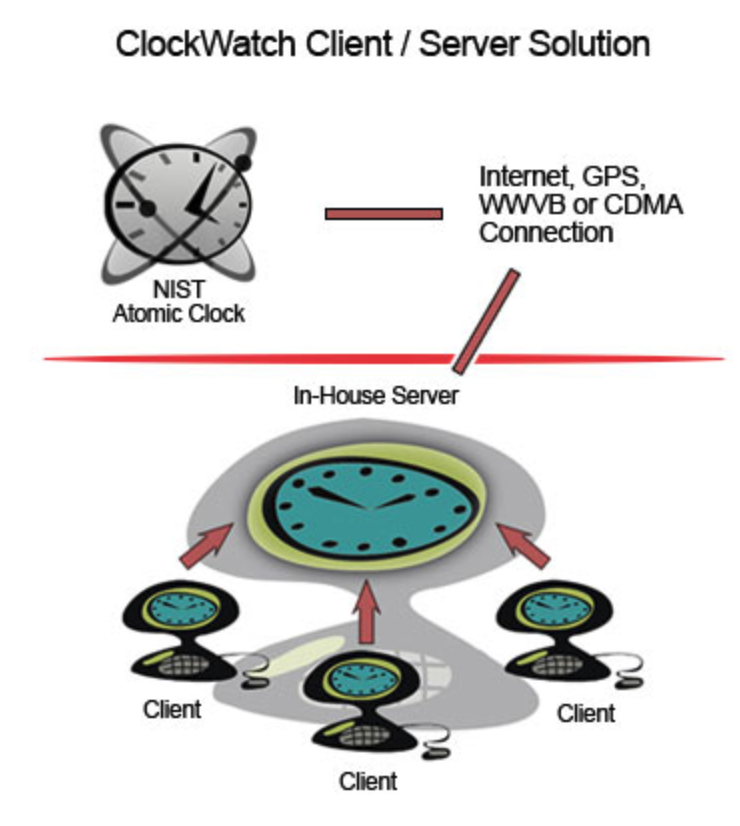 ClockWatch Client / Server Solution
Internet, GPS,
WWVB or CDMA
Connection
NIST
Atomic Clock
In-House Server
Client
Client
Client